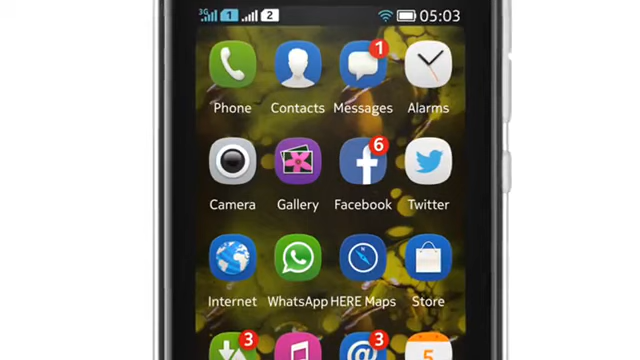 3G 1 2 05:03
1
Phone Contacts Messages Alarms
6
Camera Gallery Facebook Twitter
Internet WhatsApp HERE Maps Store
3 3
5